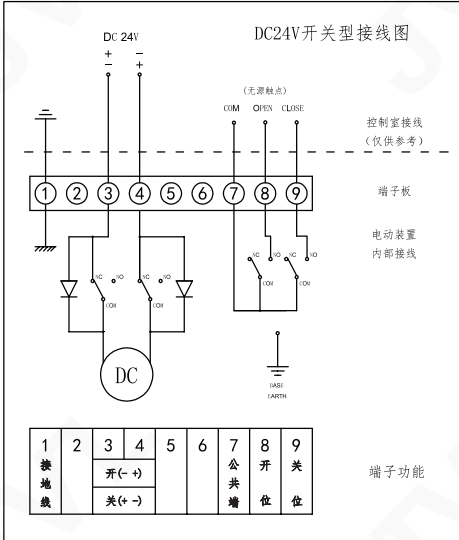 DC24V开关型接线图
DC 24V
+ −
− +
(无源触点)
COM OPEN CLOSE
控制室接线
(仅供参考)
1 2 3 4 5 6 7 8 9
端子板
电动装置
内部接线
NC NO NC NO
COM COM
NC NO NC NO
COM COM
DC
EARTH
1 2 3 4 5 6 7 8 9
接地线 开(- +) 公共端 开位 关位
关(+ -)
端子功能